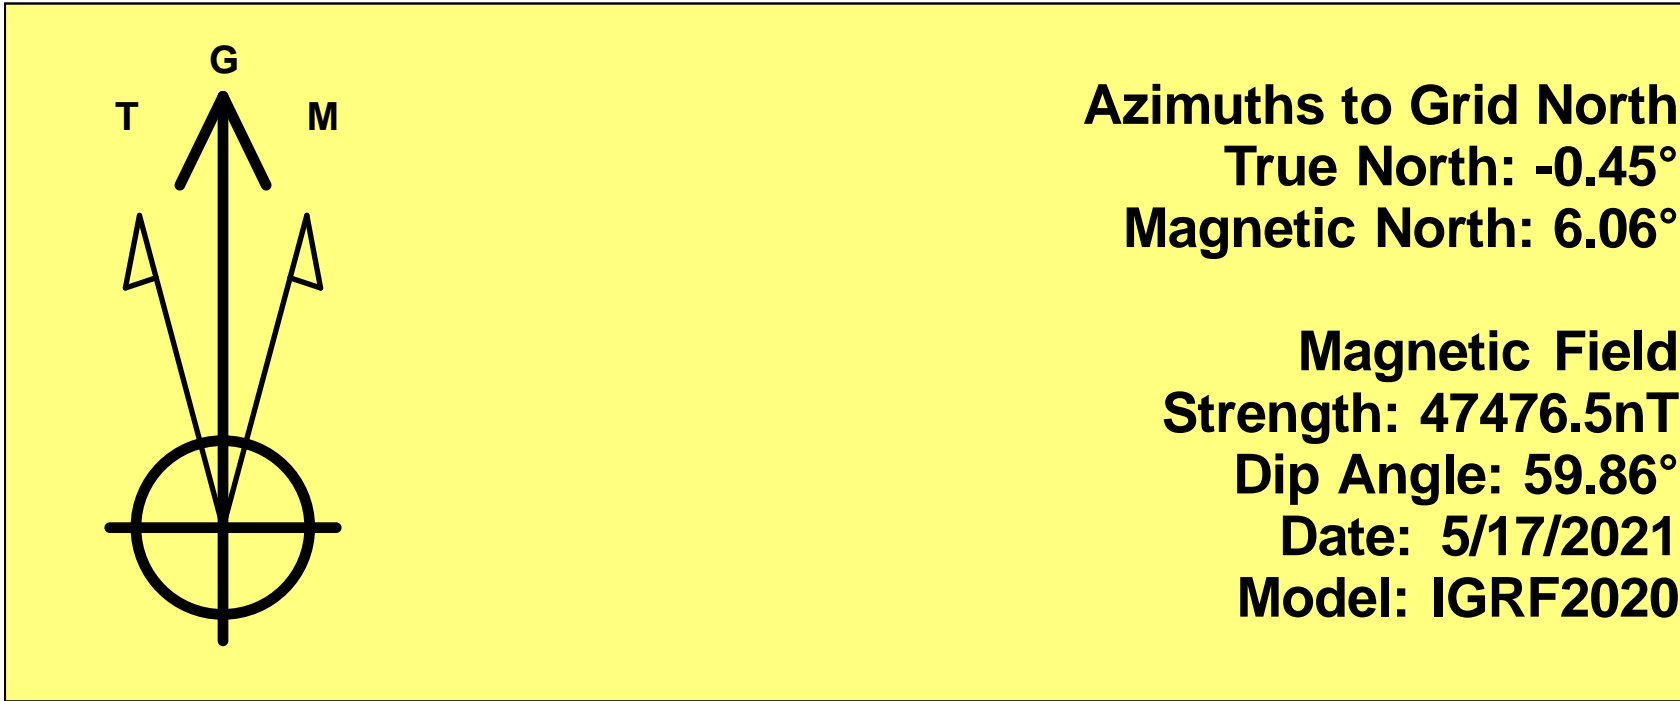 G
T M
Azimuths to Grid North
True North: -0.45°
Magnetic North: 6.06°
Magnetic Field
Strength: 47476.5nT
Dip Angle: 59.86°
Date: 5/17/2021
Model: IGRF2020